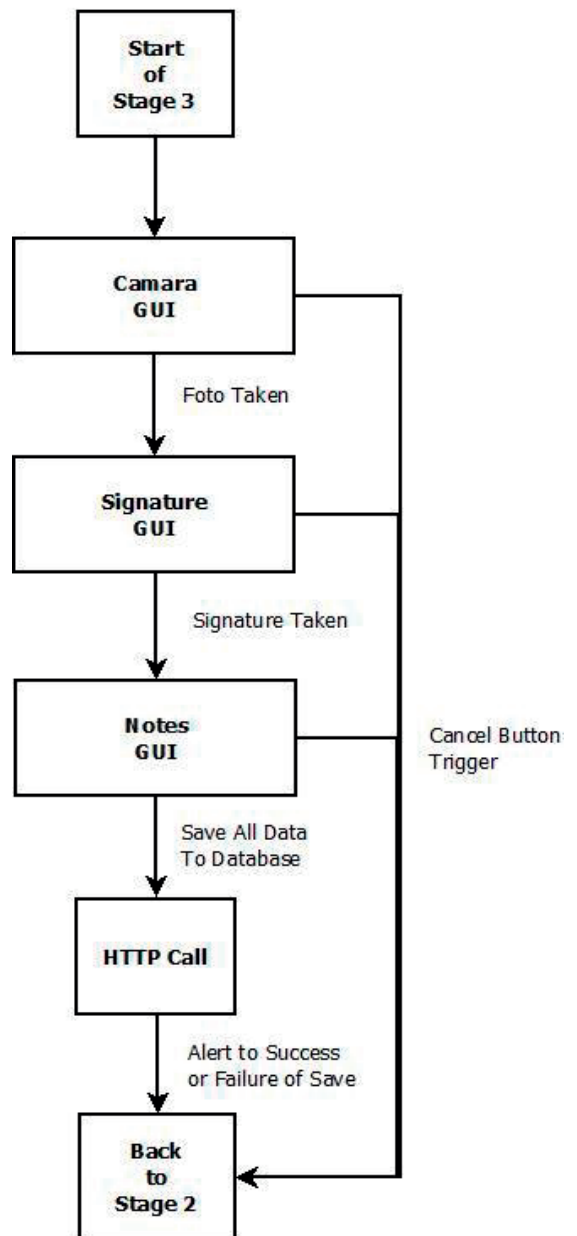 Start
of
Stage 3
Camara
GUI
Foto Taken
Signature
GUI
Signature Taken
Notes
GUI
Cancel Button
Trigger
Save All Data
To Database
HTTP Call
Alert to Success
or Failure of Save
Back
to
Stage 2